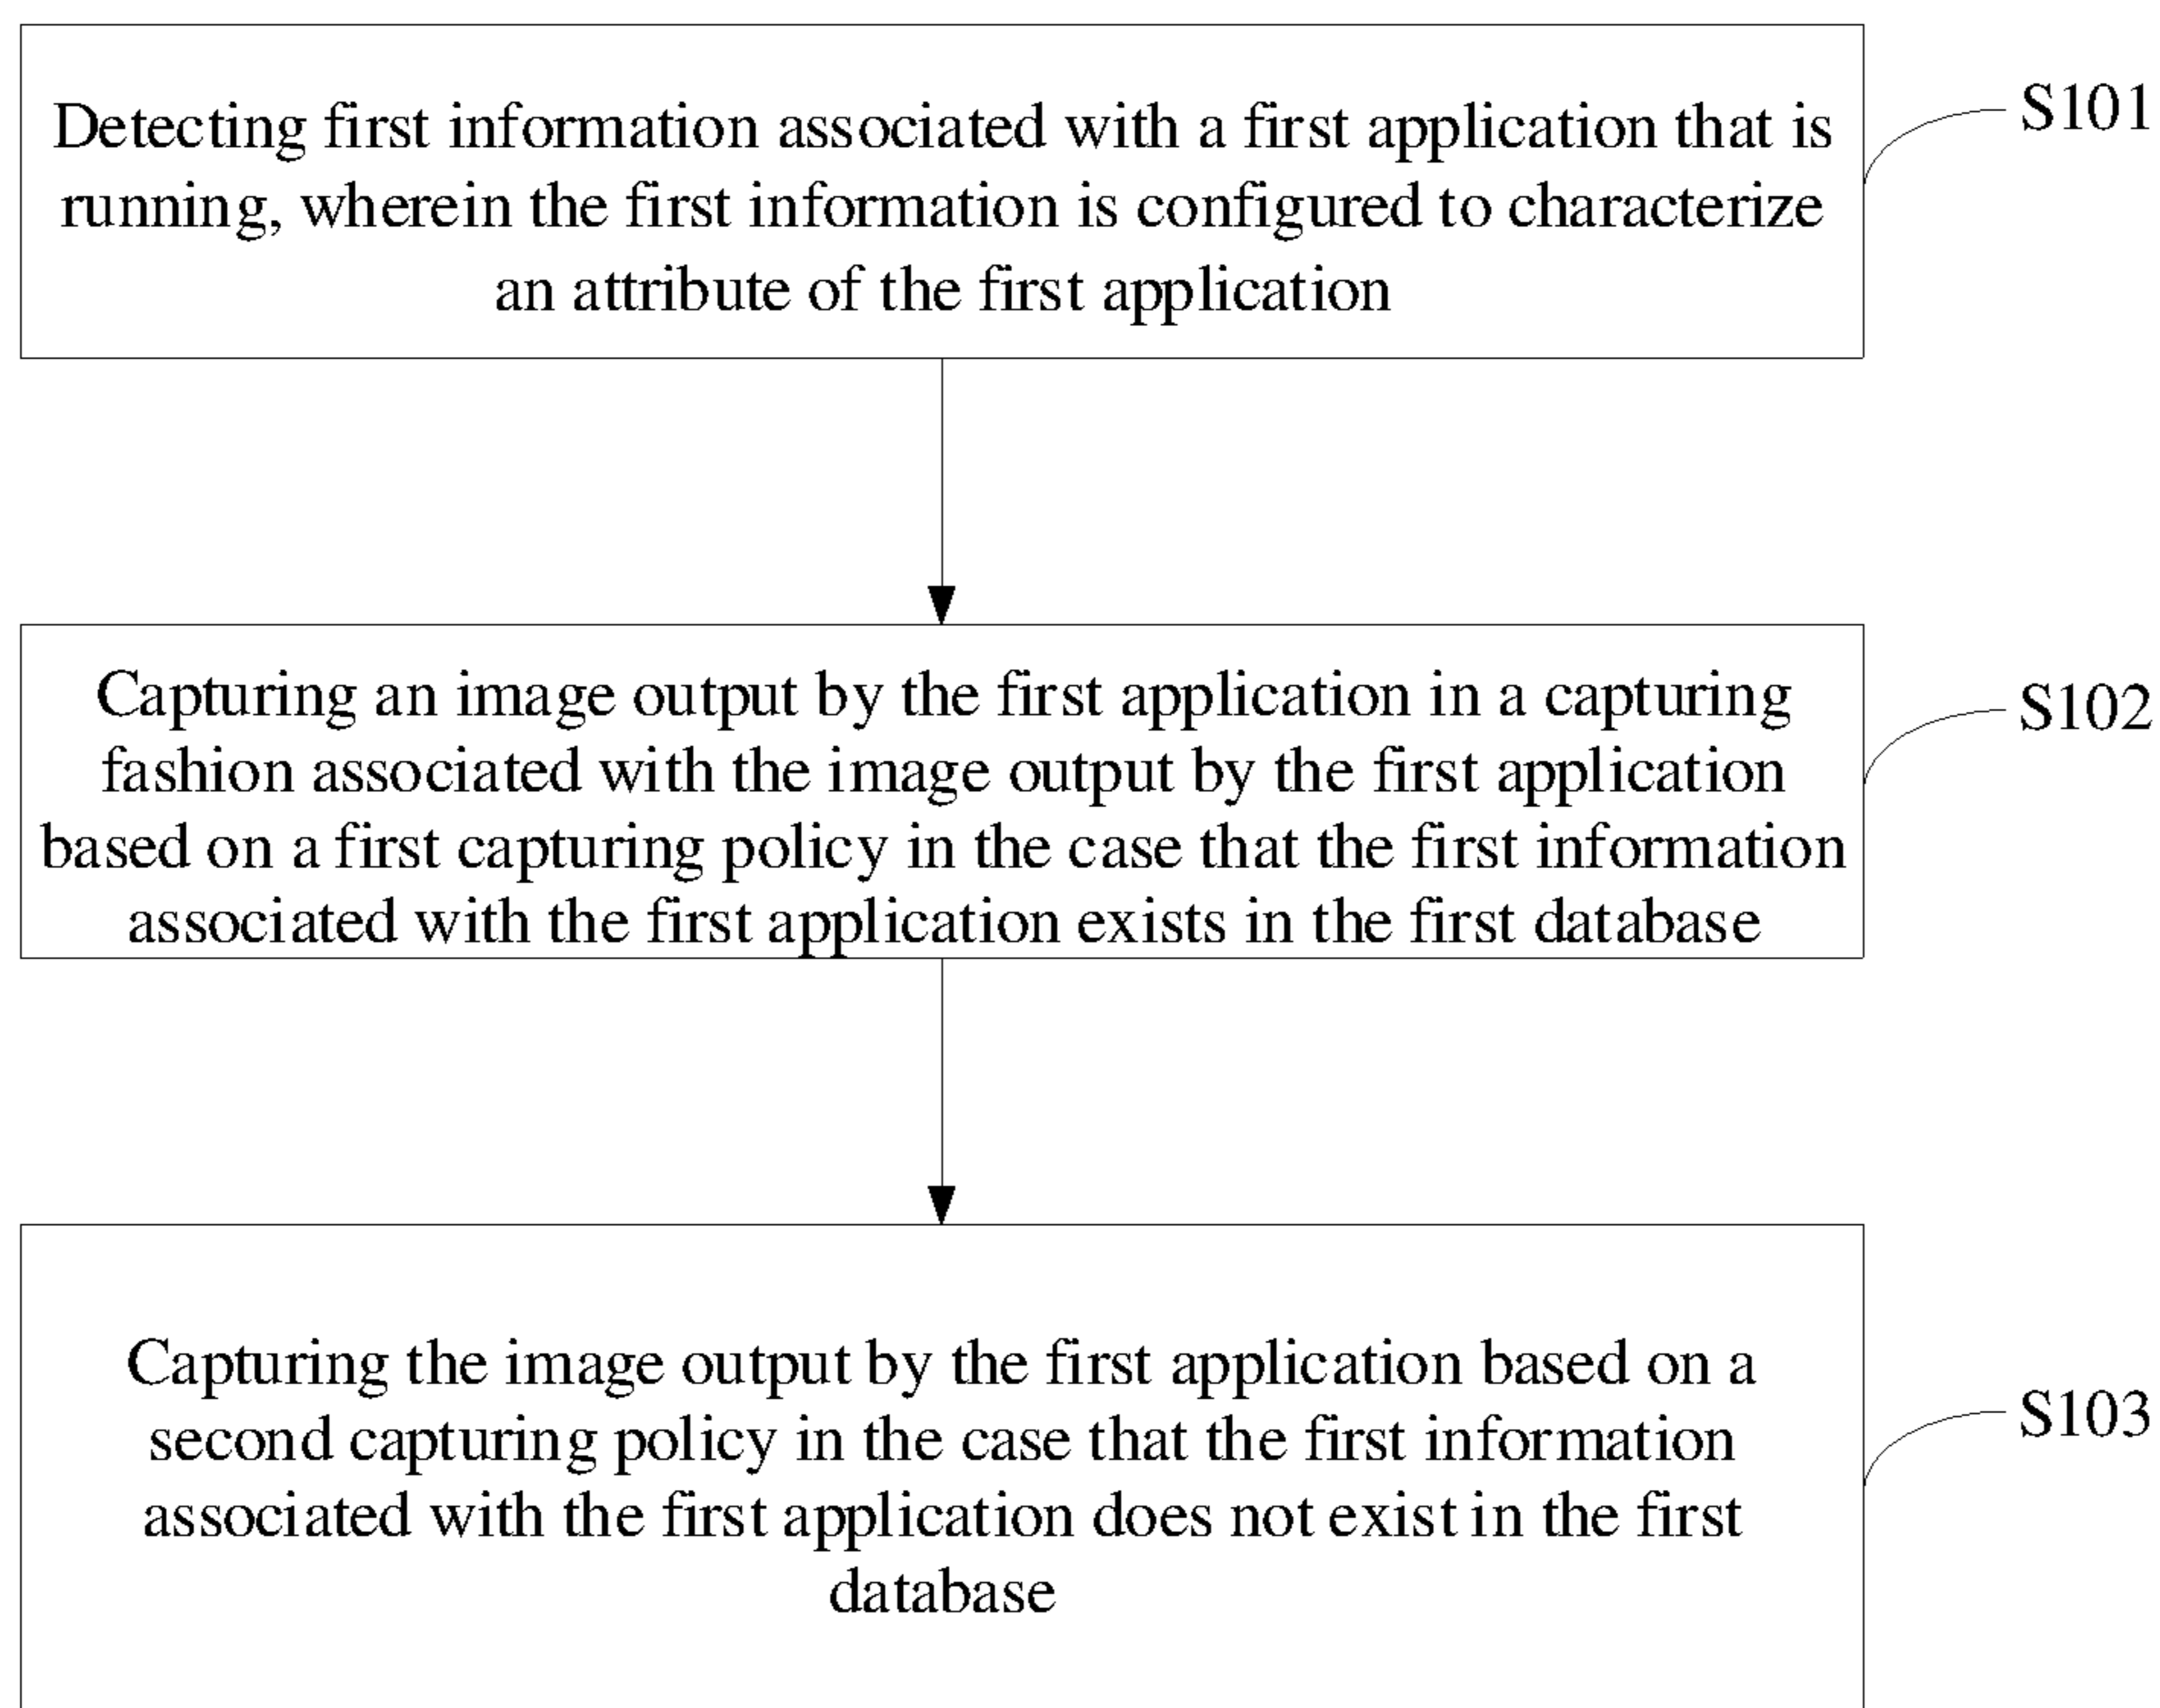 Detecting first information associated with a first application that is
running, wherein the first information is configured to characterize
an attribute of the first application
S101
Capturing an image output by the first application in a capturing
fashion associated with the image output by the first application
based on a first capturing policy in the case that the first information
associated with the first application exists in the first database
S102
Capturing the image output by the first application based on a
second capturing policy in the case that the first information
associated with the first application does not exist in the first
database
S103